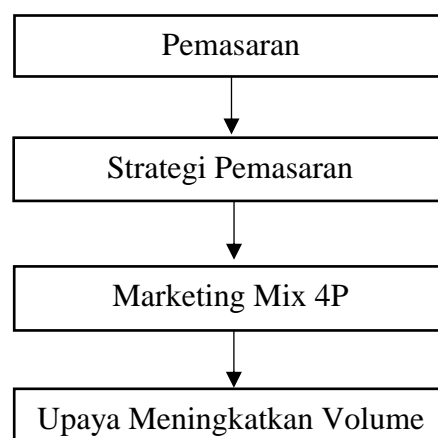 Pemasaran
Strategi Pemasaran
Marketing Mix 4P
Upaya Meningkatkan Volume